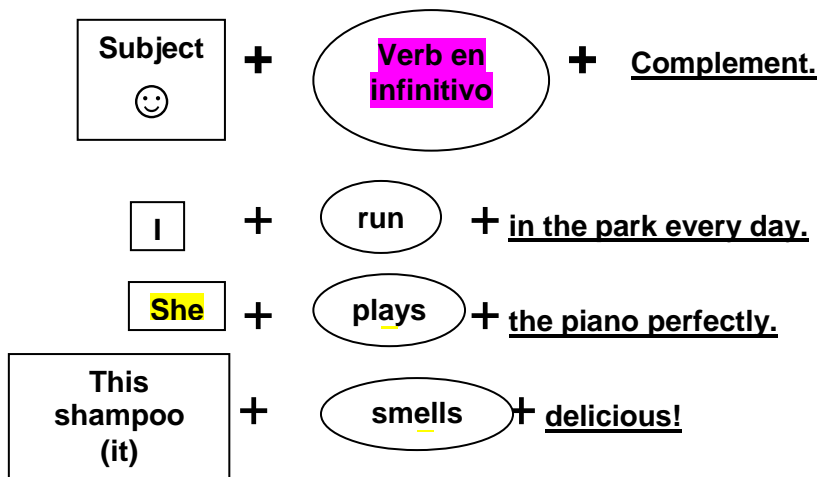 Subject + Verb en + Complement.
☺ infinitivo
I + run + in the park every day.
She + plays + the piano perfectly.
This
shampoo + smells + delicious!
(it)